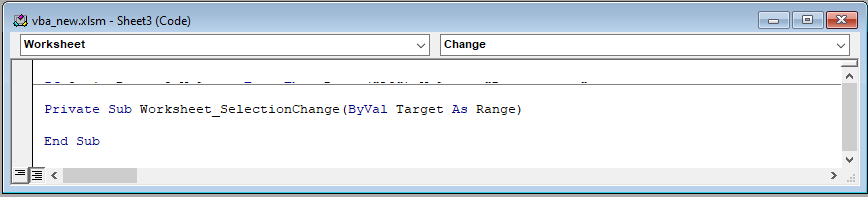 vba_new.xlsm - Sheet3 (Code)
Worksheet Change
Private Sub Worksheet_SelectionChange(ByVal Target As Range)
End Sub